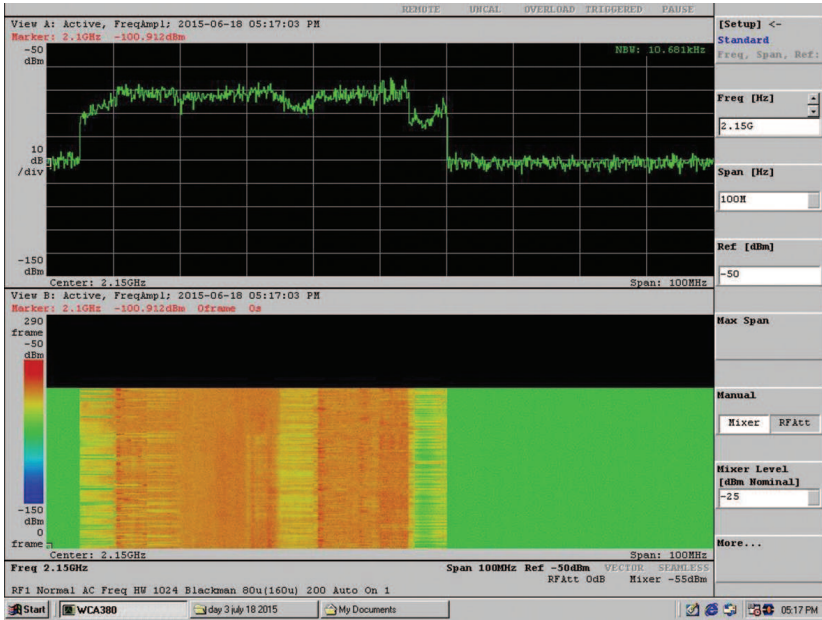 REMOTE UNCAL OVERLOAD TRIGGERED PAUSE
View A: Active, FreqAmpl; 2015-06-18 05:17:03 PM
Marker: 2.1GHz -100.912dBm
-50
dBm
NBW: 10.681kHz
10
dB
/div
-150
dBm
Center: 2.15GHz Span: 100MHz
View B: Active, FreqAmpl; 2015-06-18 05:17:03 PM
Marker: 2.1GHz -100.912dBm 0frame 0s
290
frame
-50
dBm
-150
dBm
0
frame
Center: 2.15GHz Span: 100MHz
Freq 2.15GHz Span 100MHz Ref -50dBm VECTOR SEAMLESS
RFAtt 0dB Mixer -55dBm
RF1 Normal AC Freq HW 1024 Blackman 80u(160u) 200 Auto On 1
[Setup] <-
Standard
Freq, Span, Ref:
Freq [Hz]
2.15G
Span [Hz]
100M
Ref [dBm]
-50
Max Span
Manual
Mixer RFAtt
Mixer Level
[dBm Nominal]
-25
More...
Start WCA380 day 3 july 18 2015 My Documents 05:17 PM